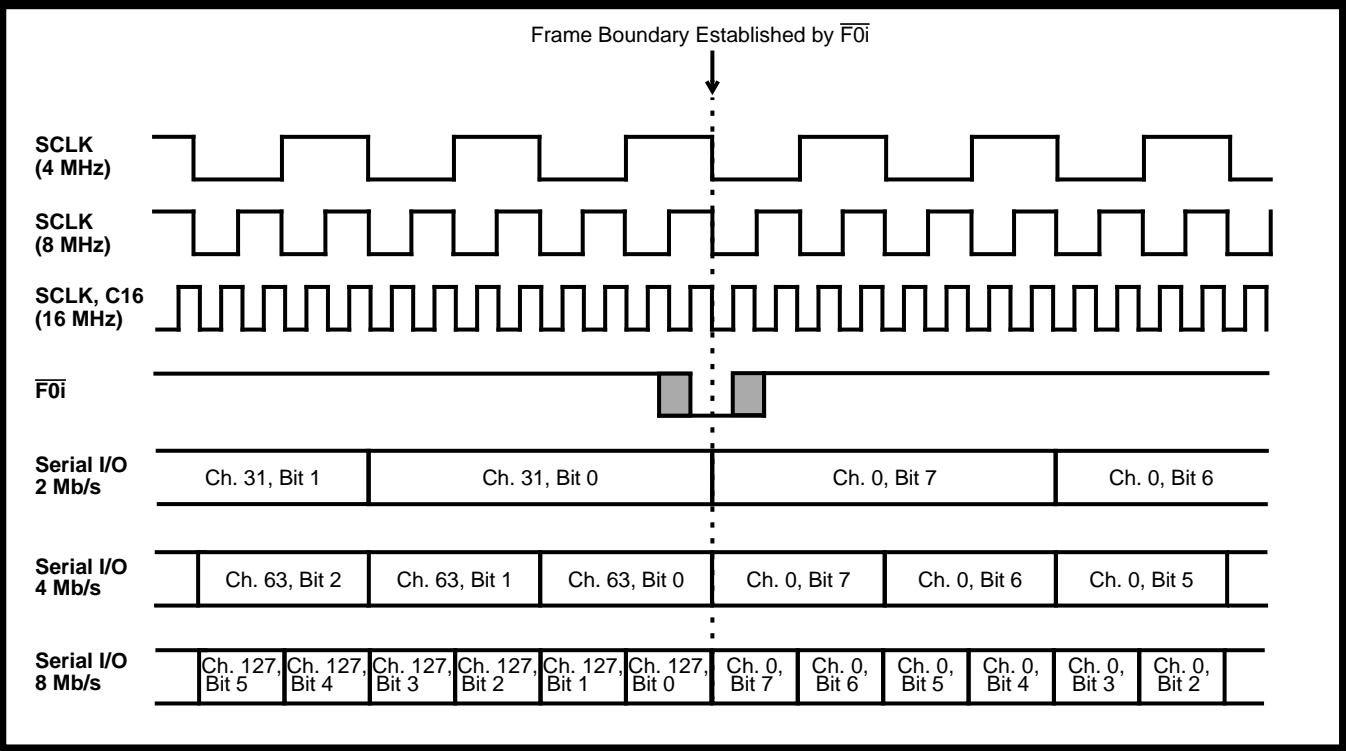 Frame Boundary Established by F0i
SCLK
(4 MHz)
SCLK
(8 MHz)
SCLK, C16
(16 MHz)
F0i
Serial I/O
2 Mb/s
Ch. 31, Bit 1
Ch. 31, Bit 0
Ch. 0, Bit 7
Ch. 0, Bit 6
Serial I/O
4 Mb/s
Ch. 63, Bit 2
Ch. 63, Bit 1
Ch. 63, Bit 0
Ch. 0, Bit 7
Ch. 0, Bit 6
Ch. 0, Bit 5
Serial I/O
8 Mb/s
Ch. 127,
Bit 5
Ch. 127,
Bit 4
Ch. 127,
Bit 3
Ch. 127,
Bit 2
Ch. 127,
Bit 1
Ch. 127,
Bit 0
Ch. 0,
Bit 7
Ch. 0,
Bit 6
Ch. 0,
Bit 5
Ch. 0,
Bit 4
Ch. 0,
Bit 3
Ch. 0,
Bit 2